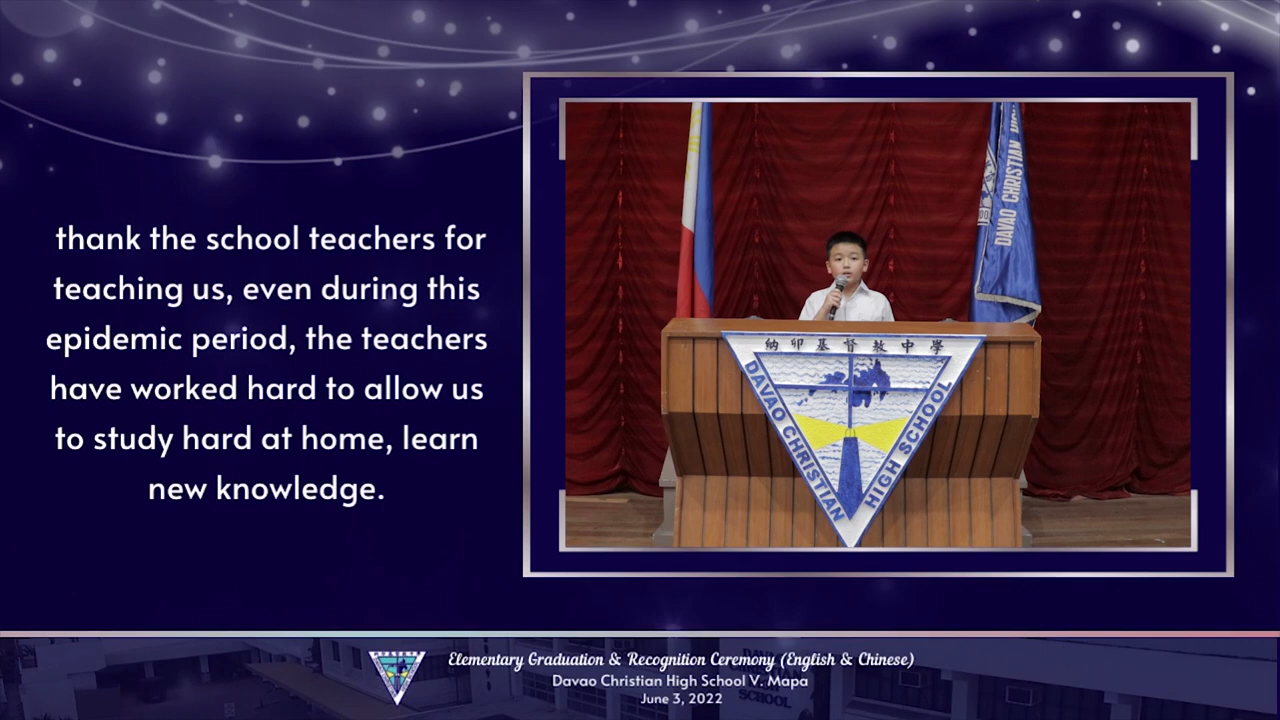 thank the school teachers for
teaching us, even during this
epidemic period, the teachers
have worked hard to allow us
to study hard at home, learn
new knowledge.
DAVAO CHRISTIAN
納卯基督教中學
DAVAO CHRISTIAN
HIGH SCHOOL
Elementary Graduation & Recognition Ceremony (English & Chinese)
Davao Christian High School V. Mapa
June 3, 2022